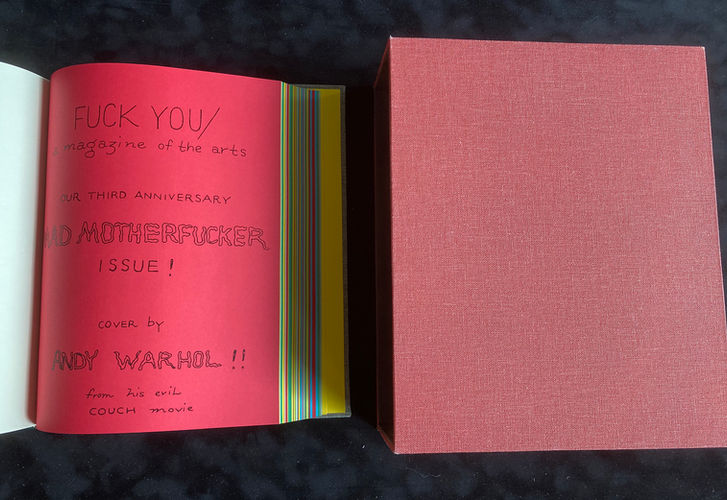 FUCK YOU/
a magazine of the arts
OUR THIRD ANNIVERSARY
MAD MOTHERFUCKER
ISSUE!
COVER by
ANDY WARHOL!!
from his evil
COUCH movie